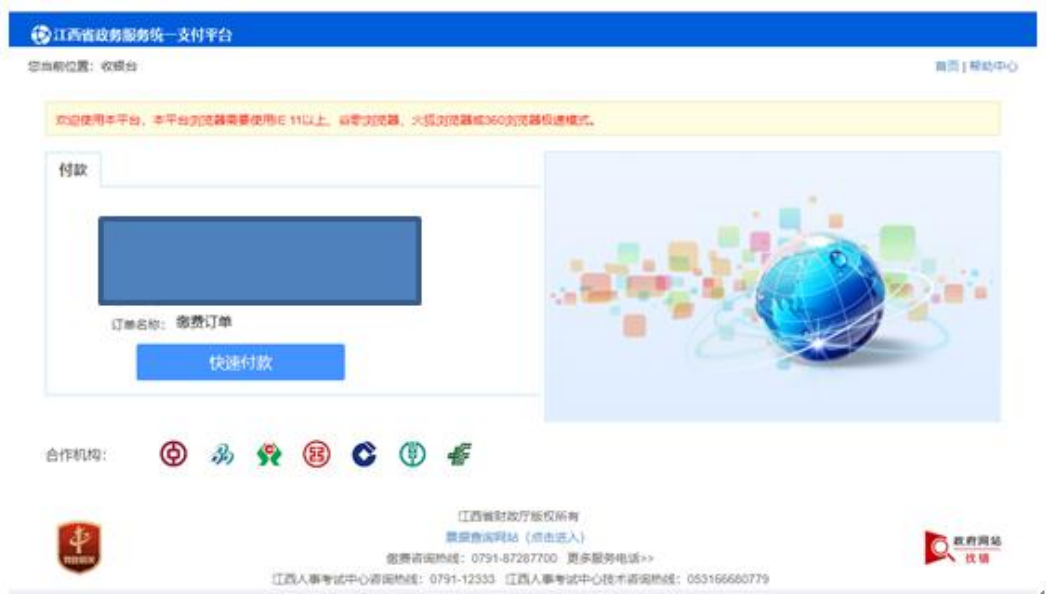 江西省政务服务统一支付平台
您当前位置：收银台
首页 | 帮助中心
欢迎使用本平台，本平台浏览器需要使用IE 11以上、谷歌浏览器、火狐浏览器或360浏览器极速模式。
付款
订单名称： 缴费订单
快速付款
合作机构：
江西省财政厅版权所有
票据查询网站（点击进入）
缴费咨询热线：0791-87287700 更多服务电话>>
江西人事考试中心咨询热线：0791-12333 江西人事考试中心技术咨询热线：053166680779
政府网站
找错